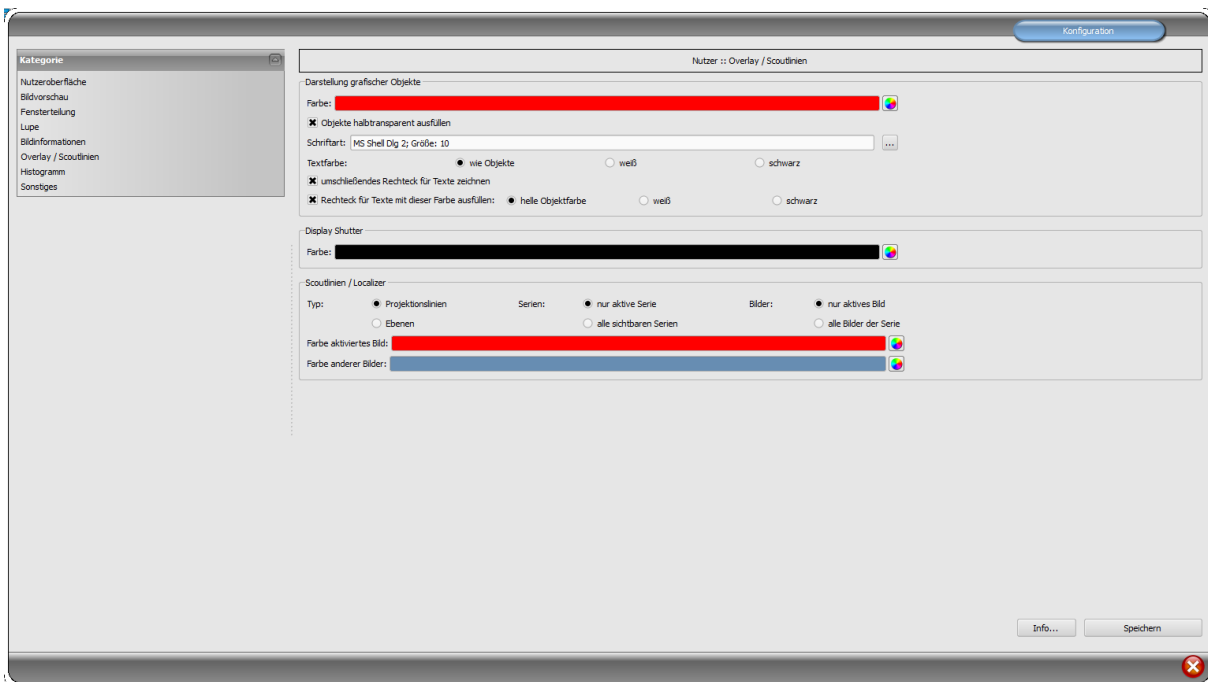 Konfiguration
Kategorie
Nutzeroberfläche
Bildvorschau
Fensterteilung
Lupe
Bildinformationen
Overlay / Scoutlinien
Histogramm
Sonstiges
Nutzer :: Overlay / Scoutlinien
Darstellung grafischer Objekte
Farbe:
Objekte halbtransparent ausfüllen
Schriftart: MS Shell Dlg 2; Größe: 10 ...
Textfarbe: wie Objekte weiß schwarz
umschließendes Rechteck für Texte zeichnen
Rechteck für Texte mit dieser Farbe ausfüllen: helle Objektfarbe weiß schwarz
Display Shutter
Farbe:
Scoutlinien / Localizer
Typ: Projektionslinien Serien: nur aktive Serie Bilder: nur aktives Bild
Ebenen alle sichtbaren Serien alle Bilder der Serie
Farbe aktiviertes Bild:
Farbe anderer Bilder:
Info... Speichern